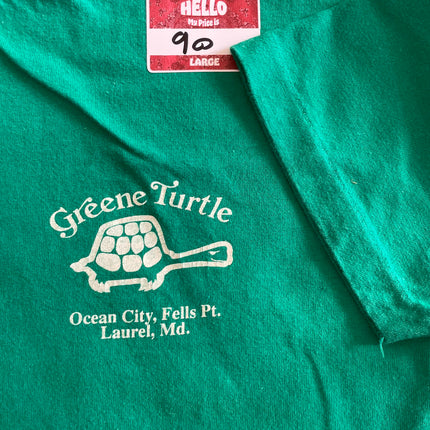 HELLO
My Price is
90
LARGE
Greene Turtle
Ocean City, Fells Pt.
Laurel, Md.